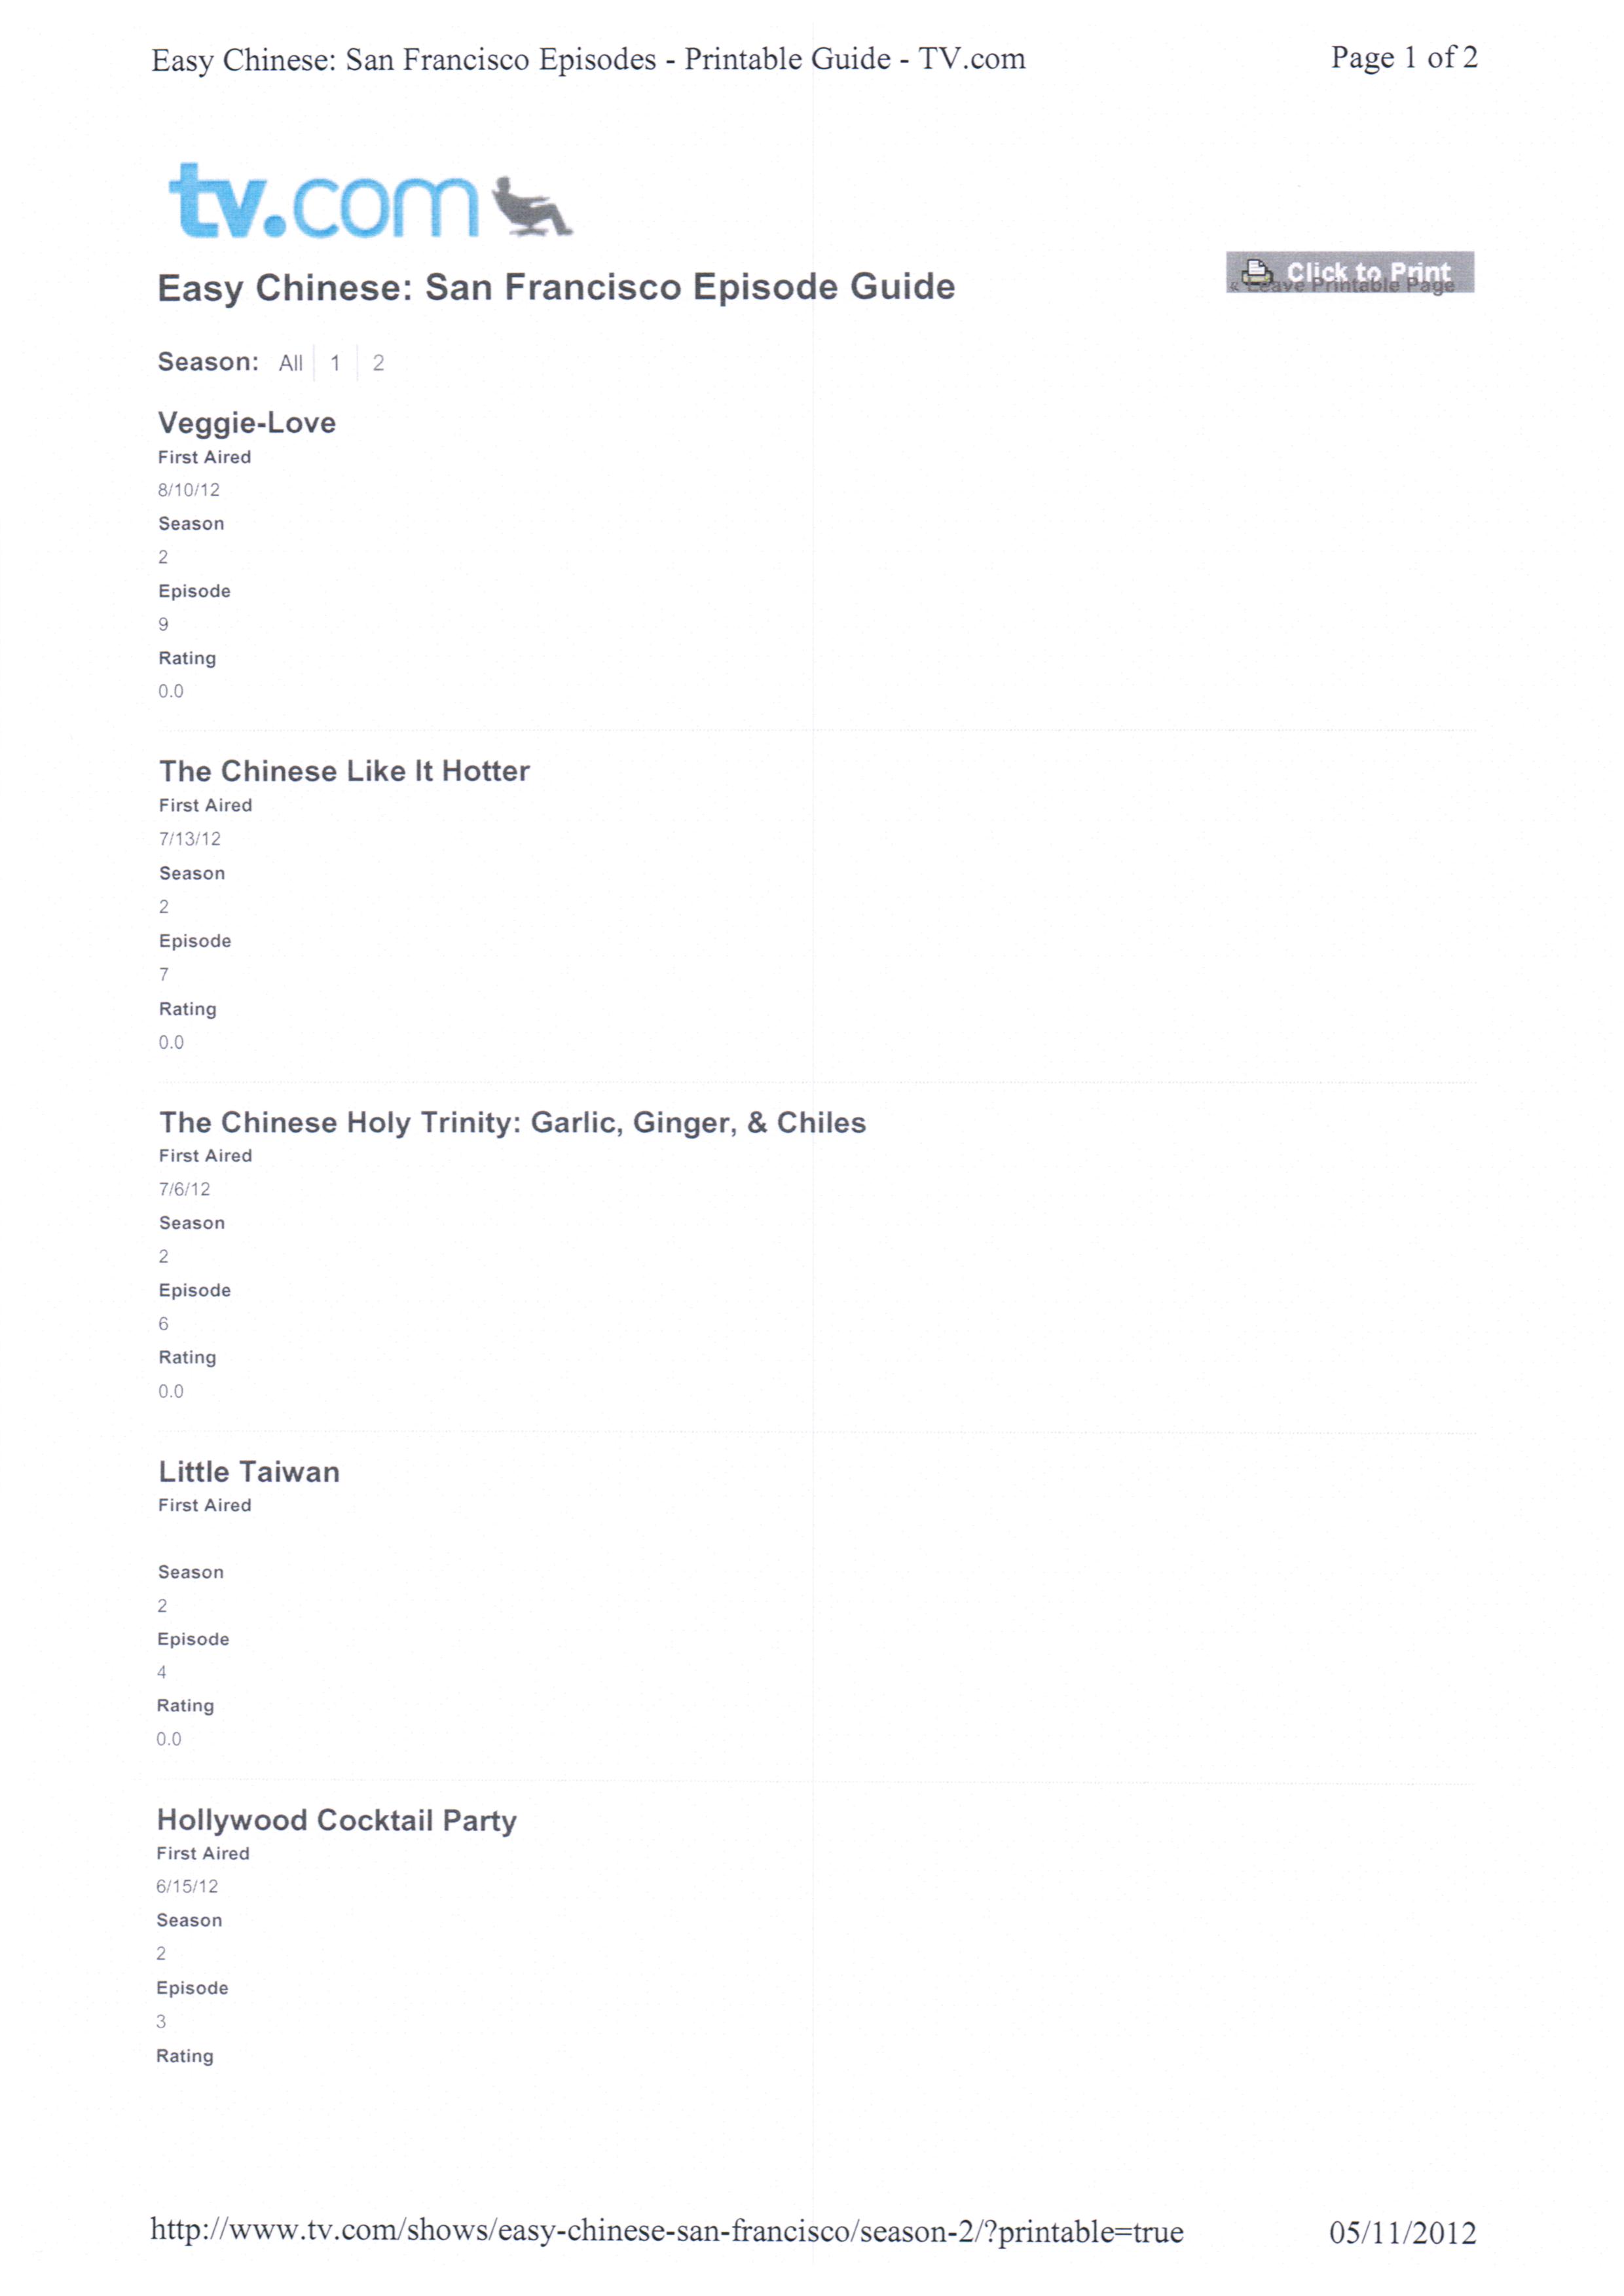 Easy Chinese: San Francisco Episodes - Printable Guide - TV.com
Page 1 of 2
tv.com
Easy Chinese: San Francisco Episode Guide
Click to Print
« Leave Printable Page
Season: All 1 2
Veggie-Love
First Aired
8/10/12
Season
2
Episode
9
Rating
0.0
The Chinese Like It Hotter
First Aired
7/13/12
Season
2
Episode
7
Rating
0.0
The Chinese Holy Trinity: Garlic, Ginger, & Chiles
First Aired
7/6/12
Season
2
Episode
6
Rating
0.0
Little Taiwan
First Aired
Season
2
Episode
4
Rating
0.0
Hollywood Cocktail Party
First Aired
6/15/12
Season
2
Episode
3
Rating
http://www.tv.com/shows/easy-chinese-san-francisco/season-2/?printable=true
05/11/2012